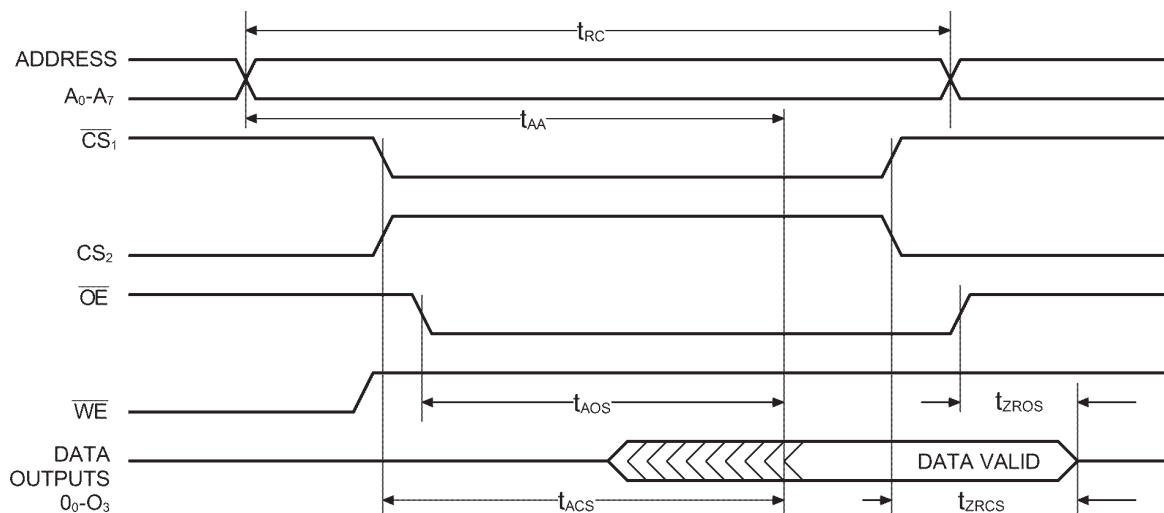 tRC
ADDRESS
A0-A7
tAA
CS1
CS2
OE
WE
tAOS
tZROS
DATA
OUTPUTS
00-O3
DATA VALID
tACS
tZRCS